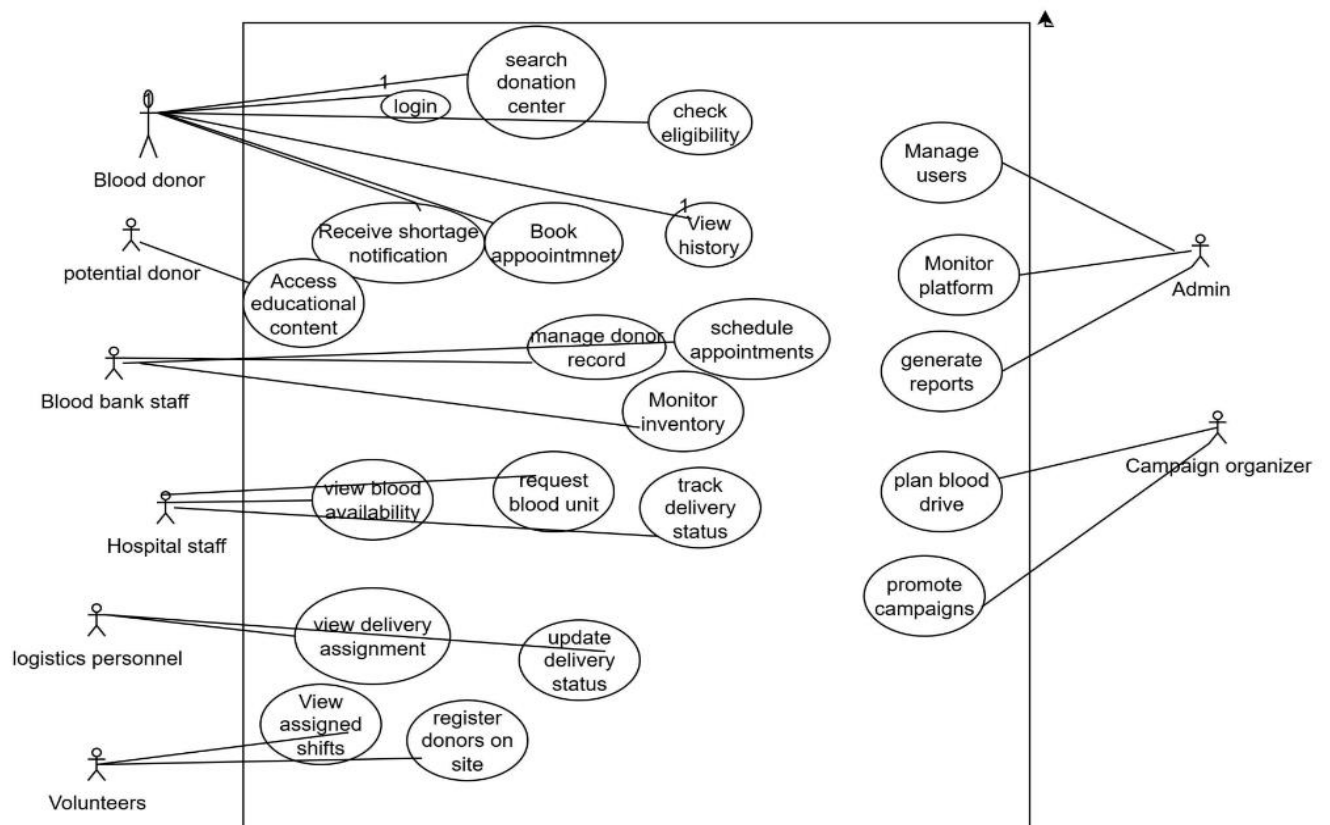 search
donation
center
1
login
check
eligibility
Blood donor
Manage
users
1
View
history
Receive shortage
notification
Book
appoointmnet
potential donor
Access
educational
content
Monitor
platform
Admin
manage donor
record
schedule
appointments
generate
reports
Blood bank staff
Monitor
inventory
Campaign organizer
view blood
availability
request
blood unit
track
delivery
status
plan blood
drive
Hospital staff
promote
campaigns
view delivery
assignment
update
delivery
status
logistics personnel
View
assigned
shifts
register
donors on
site
Volunteers